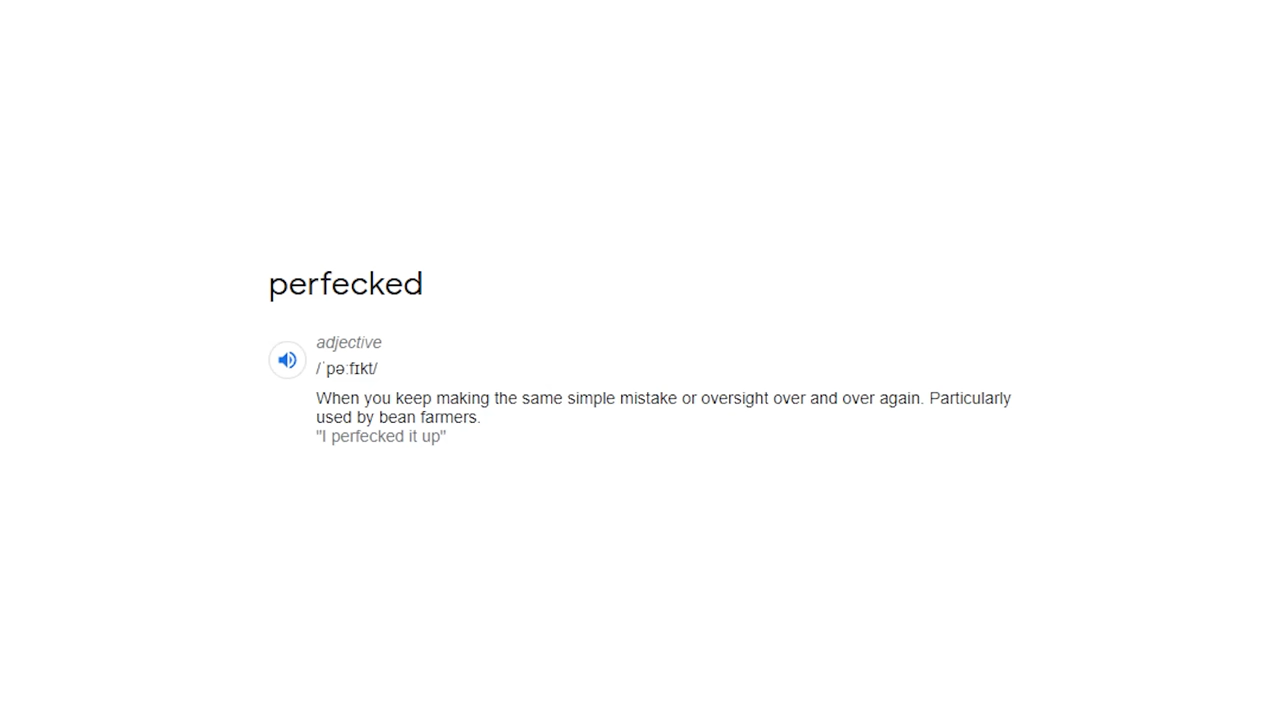 perfecked
adjective
/ˈpəːfɪkt/
When you keep making the same simple mistake or oversight over and over again. Particularly
used by bean farmers.
"I perfecked it up"